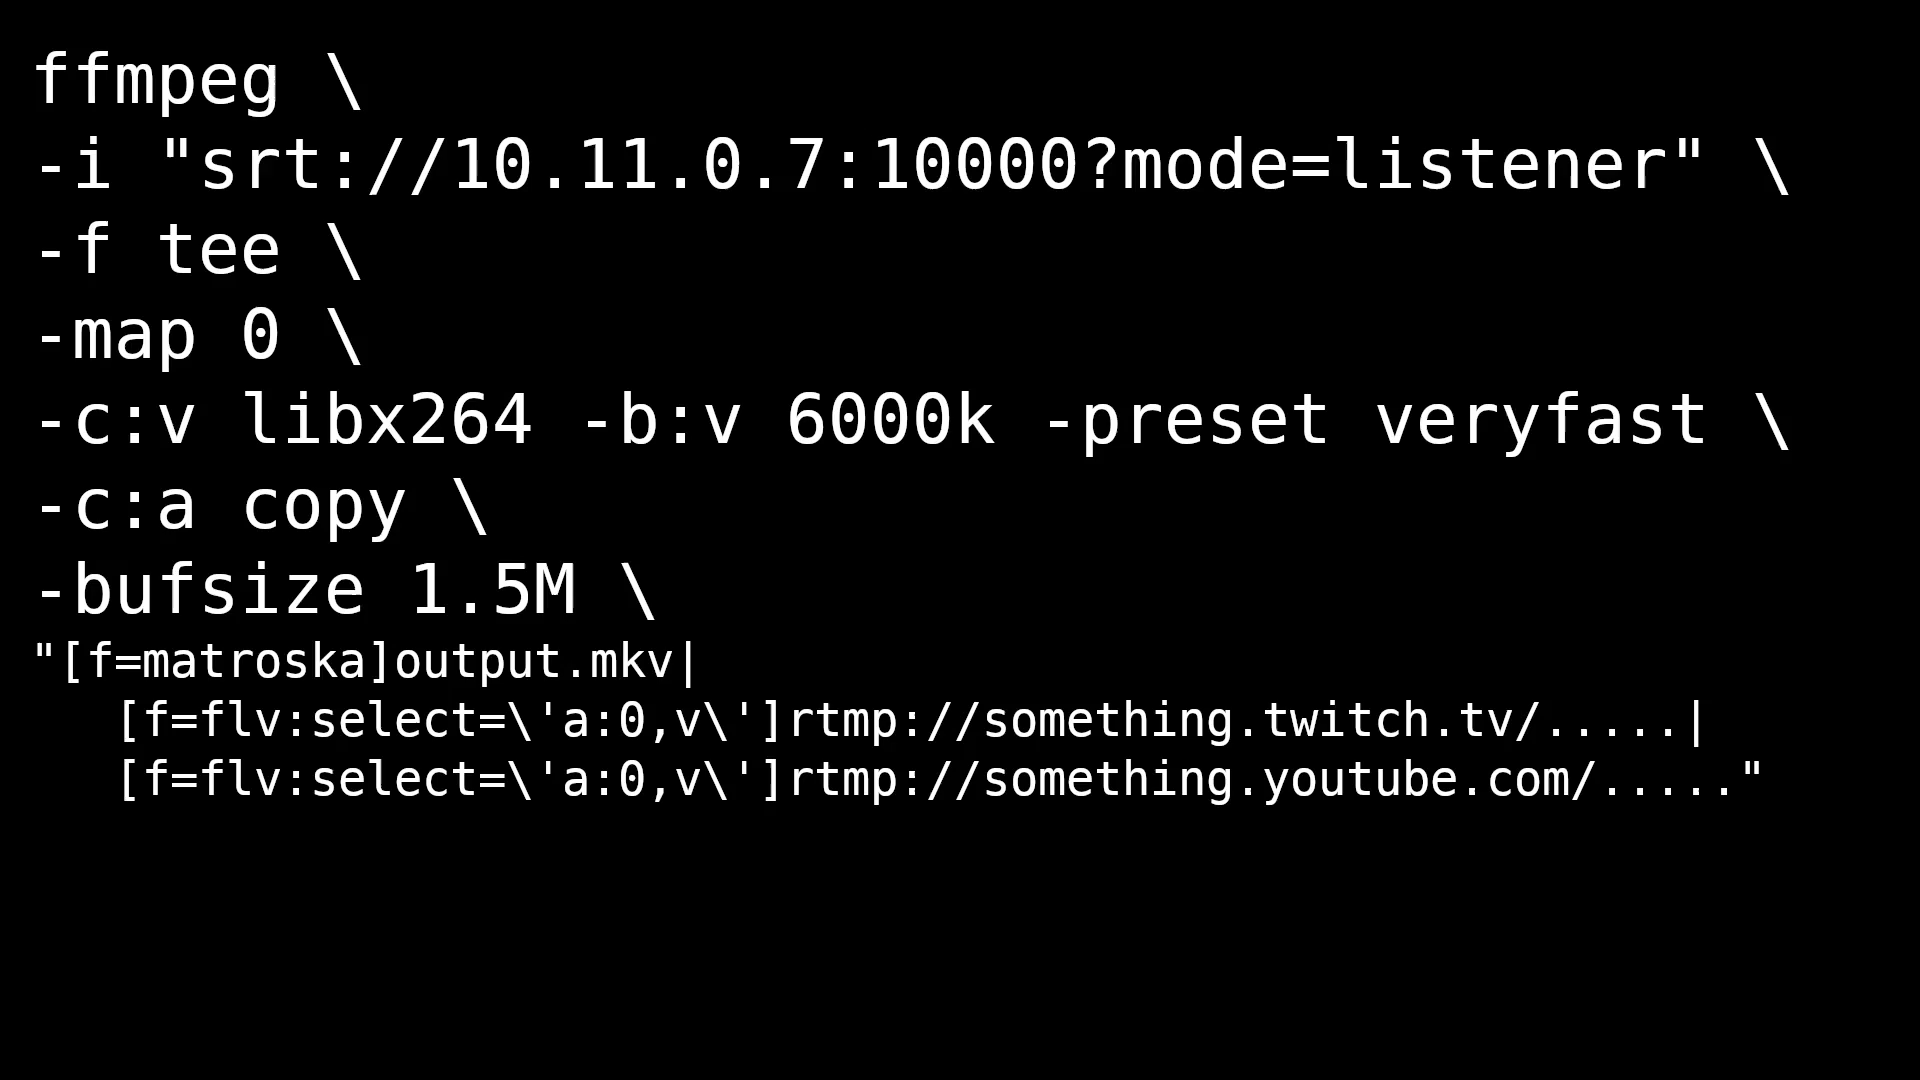 ffmpeg \
-i "srt://10.11.0.7:10000?mode=listener" \
-f tee \
-map 0 \
-c:v libx264 -b:v 6000k -preset veryfast \
-c:a copy \
-bufsize 1.5M \
"[f=matroska]output.mkv|
[f=flv:select=\'a:0,v\']rtmp://something.twitch.tv/.....|
[f=flv:select=\'a:0,v\']rtmp://something.youtube.com/....."